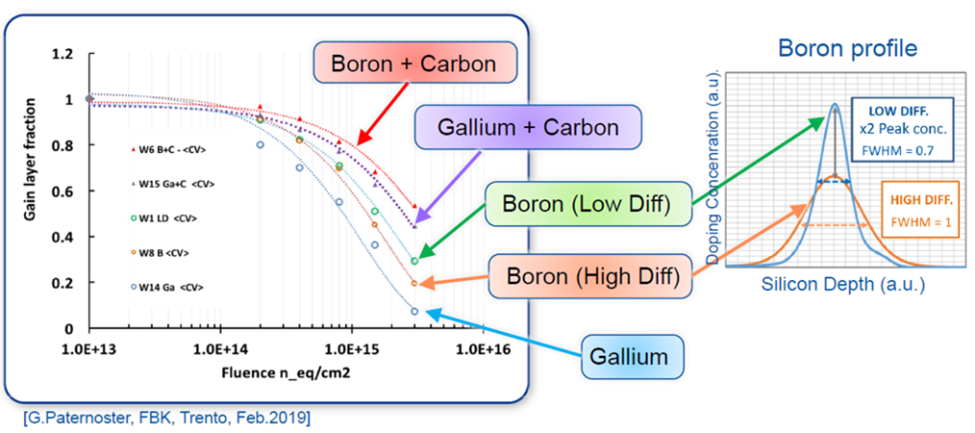 1.2
1
0.8
0.6
0.4
0.2
0
Gain layer fraction
W6 B+C - <CV>
W15 Ga+C <CV>
W1 LD <CV>
W8 B <CV>
W14 Ga <CV>
1.0E+13
1.0E+14
1.0E+15
1.0E+16
Fluence n_eq/cm2
Boron + Carbon
Gallium + Carbon
Boron (Low Diff)
Boron (High Diff)
Gallium
Boron profile
Doping Concenration (a.u.)
LOW DIFF.
x2 Peak conc.
FWHM = 0.7
HIGH DIFF.
FWHM = 1
Silicon Depth (a.u.)
[G.Paternoster, FBK, Trento, Feb.2019]